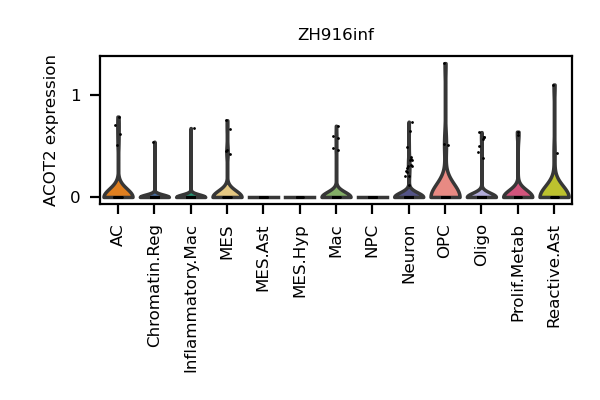 ZH916inf
ACOT2 expression
1
0
AC
Chromatin.Reg
Inflammatory.Mac
MES
MES.Ast
MES.Hyp
Mac
NPC
Neuron
OPC
Oligo
Prolif.Metab
Reactive.Ast